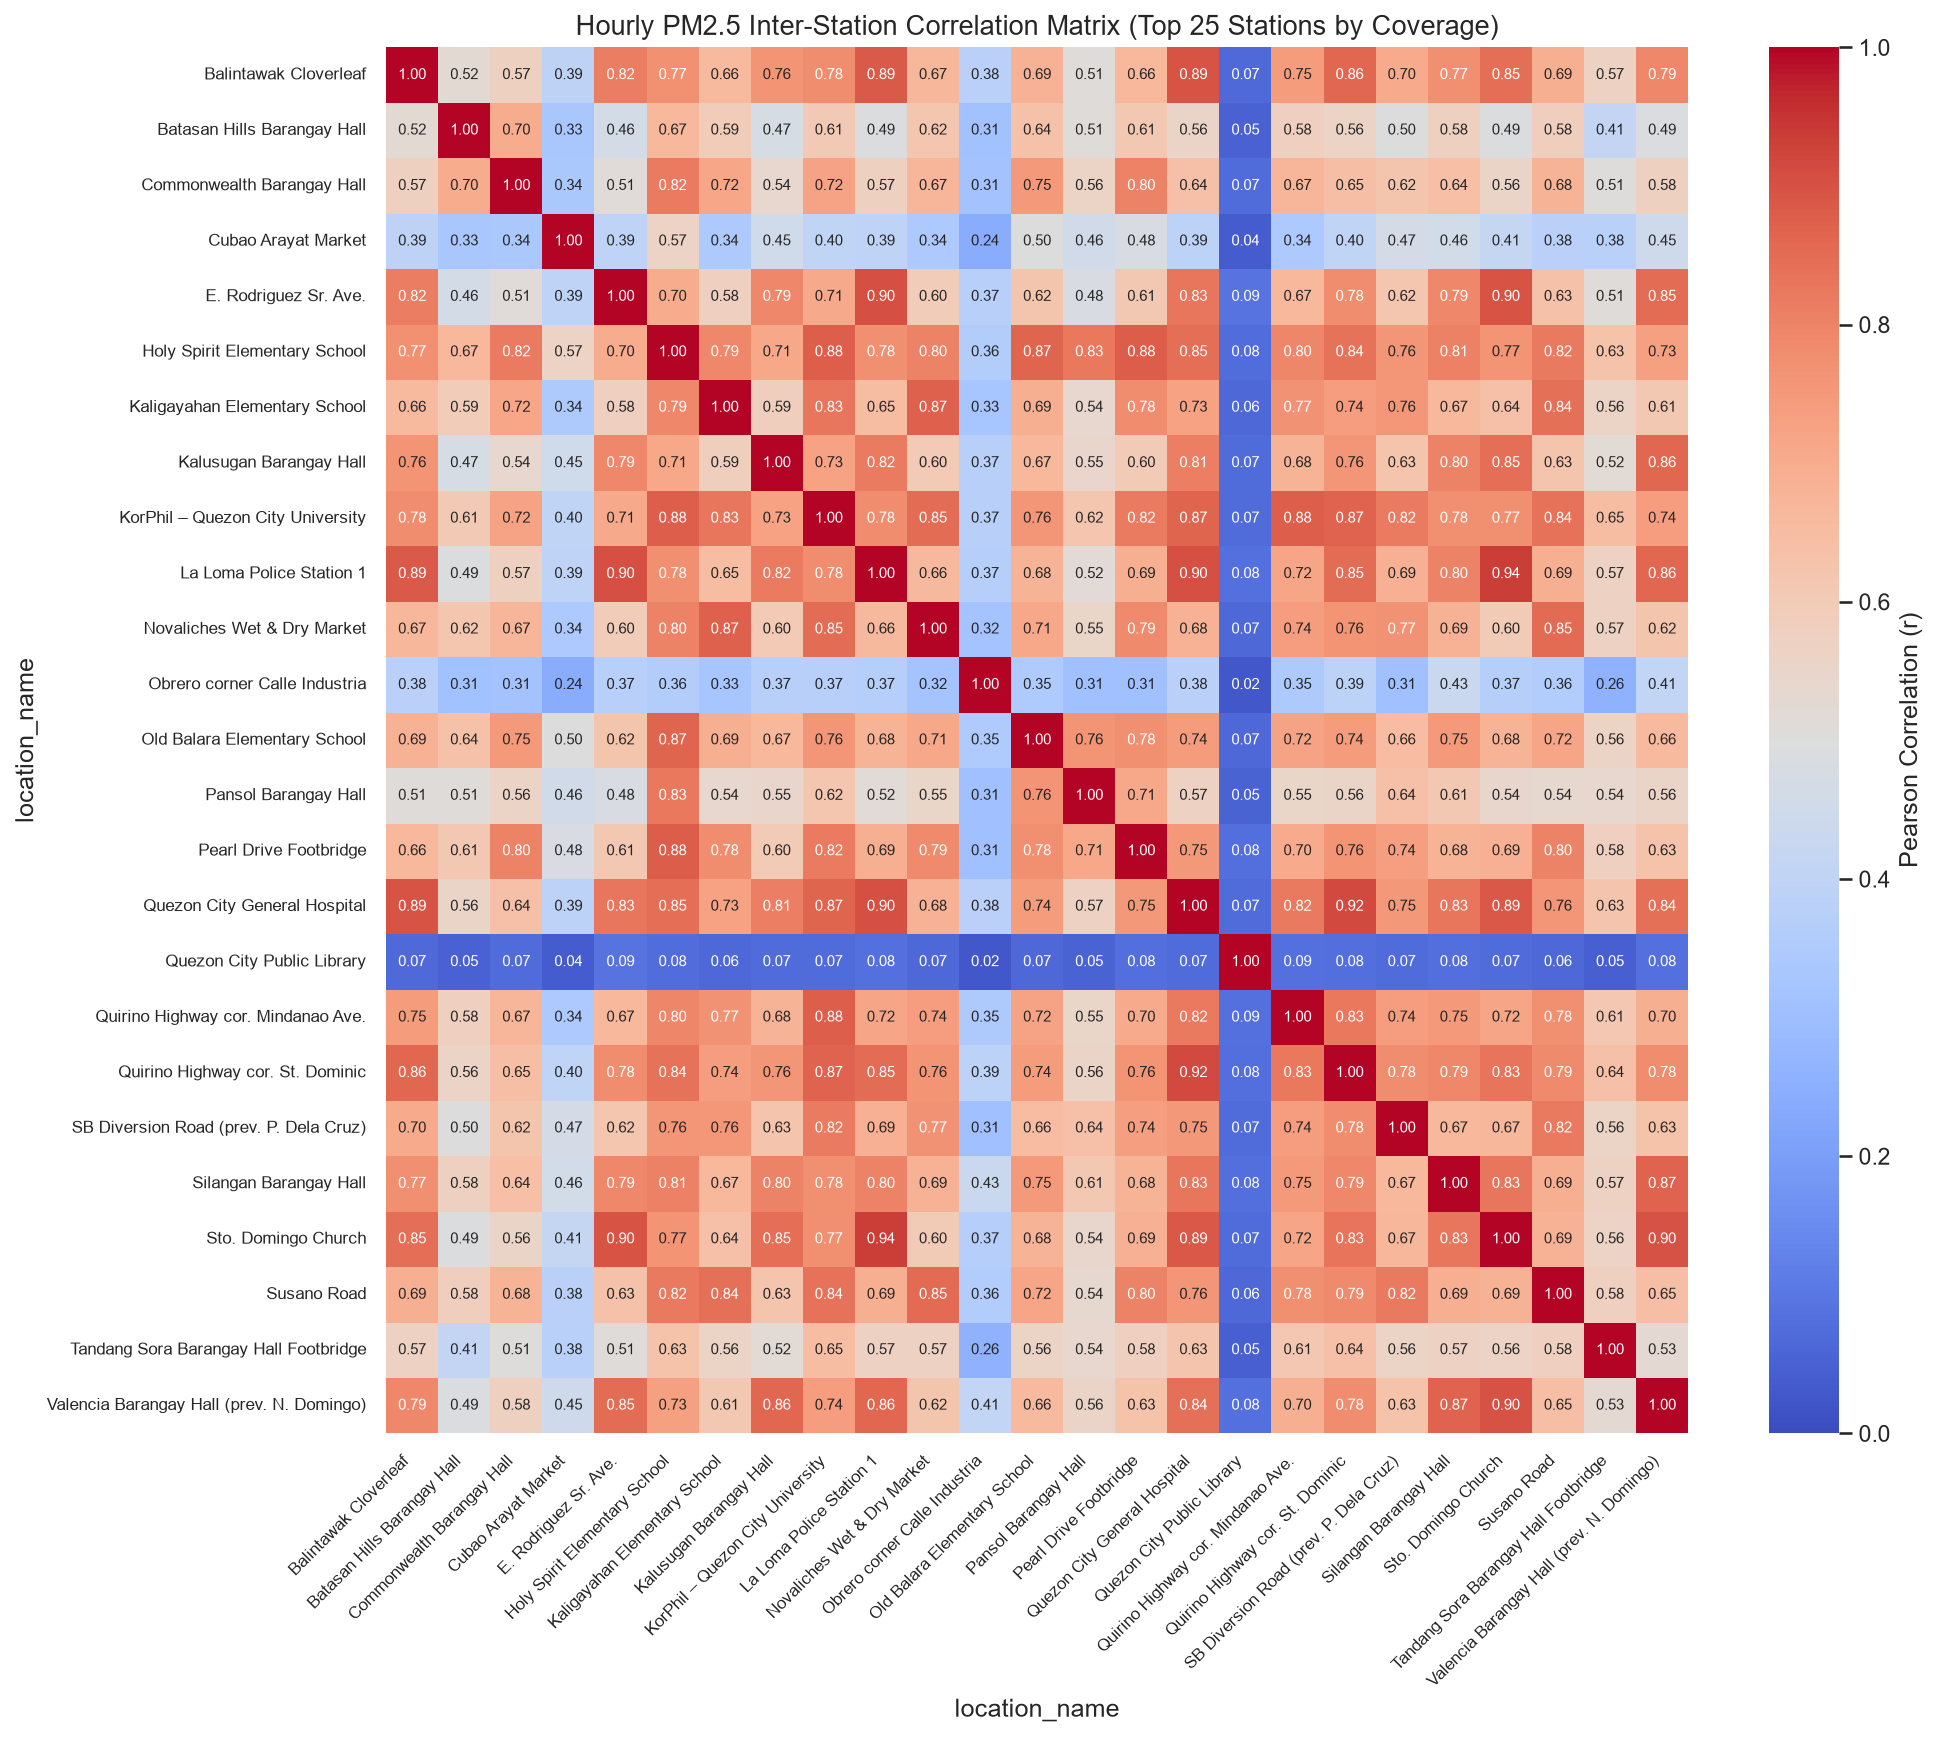 Hourly PM2.5 Inter-Station Correlation Matrix (Top 25 Stations by Coverage)
location_name
Balintawak Cloverleaf 1.00 0.52 0.57 0.39 0.82 0.77 0.66 0.76 0.78 0.89 0.67 0.38 0.69 0.51 0.66 0.89 0.07 0.75 0.86 0.70 0.77 0.85 0.69 0.57 0.79
Batasan Hills Barangay Hall 0.52 1.00 0.70 0.33 0.46 0.67 0.59 0.47 0.61 0.49 0.62 0.31 0.64 0.51 0.61 0.56 0.05 0.58 0.56 0.50 0.58 0.49 0.58 0.41 0.49
Commonwealth Barangay Hall 0.57 0.70 1.00 0.34 0.51 0.82 0.72 0.54 0.72 0.57 0.67 0.31 0.75 0.56 0.80 0.64 0.07 0.67 0.65 0.62 0.64 0.56 0.68 0.51 0.58
Cubao Arayat Market 0.39 0.33 0.34 1.00 0.39 0.57 0.34 0.45 0.40 0.39 0.34 0.24 0.50 0.46 0.48 0.39 0.04 0.34 0.40 0.47 0.46 0.41 0.38 0.38 0.45
E. Rodriguez Sr. Ave. 0.82 0.46 0.51 0.39 1.00 0.70 0.58 0.79 0.71 0.90 0.60 0.37 0.62 0.48 0.61 0.83 0.09 0.67 0.78 0.62 0.79 0.90 0.63 0.51 0.85
Holy Spirit Elementary School 0.77 0.67 0.82 0.57 0.70 1.00 0.79 0.71 0.88 0.78 0.80 0.36 0.87 0.83 0.88 0.85 0.08 0.80 0.84 0.76 0.81 0.77 0.82 0.63 0.73
Kaligayahan Elementary School 0.66 0.59 0.72 0.34 0.58 0.79 1.00 0.59 0.83 0.65 0.87 0.33 0.69 0.54 0.78 0.73 0.06 0.77 0.74 0.76 0.67 0.64 0.84 0.56 0.61
Kalusugan Barangay Hall 0.76 0.47 0.54 0.45 0.79 0.71 0.59 1.00 0.73 0.82 0.60 0.37 0.67 0.55 0.60 0.81 0.07 0.68 0.76 0.63 0.80 0.85 0.63 0.52 0.86
KorPhil – Quezon City University 0.78 0.61 0.72 0.40 0.71 0.88 0.83 0.73 1.00 0.78 0.85 0.37 0.76 0.62 0.82 0.87 0.07 0.88 0.87 0.82 0.78 0.77 0.84 0.65 0.74
La Loma Police Station 1 0.89 0.49 0.57 0.39 0.90 0.78 0.65 0.82 0.78 1.00 0.66 0.37 0.68 0.52 0.69 0.90 0.08 0.72 0.85 0.69 0.80 0.94 0.69 0.57 0.86
Novaliches Wet & Dry Market 0.67 0.62 0.67 0.34 0.60 0.80 0.87 0.60 0.85 0.66 1.00 0.32 0.71 0.55 0.79 0.68 0.07 0.74 0.76 0.77 0.69 0.60 0.85 0.57 0.62
Obrero corner Calle Industria 0.38 0.31 0.31 0.24 0.37 0.36 0.33 0.37 0.37 0.37 0.32 1.00 0.35 0.31 0.31 0.38 0.02 0.35 0.39 0.31 0.43 0.37 0.36 0.26 0.41
Old Balara Elementary School 0.69 0.64 0.75 0.50 0.62 0.87 0.69 0.67 0.76 0.68 0.71 0.35 1.00 0.76 0.78 0.74 0.07 0.72 0.74 0.66 0.75 0.68 0.72 0.56 0.66
Pansol Barangay Hall 0.51 0.51 0.56 0.46 0.48 0.83 0.54 0.55 0.62 0.52 0.55 0.31 0.76 1.00 0.71 0.57 0.05 0.55 0.56 0.64 0.61 0.54 0.54 0.54 0.56
Pearl Drive Footbridge 0.66 0.61 0.80 0.48 0.61 0.88 0.78 0.60 0.82 0.69 0.79 0.31 0.78 0.71 1.00 0.75 0.08 0.70 0.76 0.74 0.68 0.69 0.80 0.58 0.63
Quezon City General Hospital 0.89 0.56 0.64 0.39 0.83 0.85 0.73 0.81 0.87 0.90 0.68 0.38 0.74 0.57 0.75 1.00 0.07 0.82 0.92 0.75 0.83 0.89 0.76 0.63 0.84
Quezon City Public Library 0.07 0.05 0.07 0.04 0.09 0.08 0.06 0.07 0.07 0.08 0.07 0.02 0.07 0.05 0.08 0.07 1.00 0.09 0.08 0.07 0.08 0.07 0.06 0.05 0.08
Quirino Highway cor. Mindanao Ave. 0.75 0.58 0.67 0.34 0.67 0.80 0.77 0.68 0.88 0.72 0.74 0.35 0.72 0.55 0.70 0.82 0.09 1.00 0.83 0.74 0.75 0.72 0.78 0.61 0.70
Quirino Highway cor. St. Dominic 0.86 0.56 0.65 0.40 0.78 0.84 0.74 0.76 0.87 0.85 0.76 0.39 0.74 0.56 0.76 0.92 0.08 0.83 1.00 0.78 0.79 0.83 0.79 0.64 0.78
SB Diversion Road (prev. P. Dela Cruz) 0.70 0.50 0.62 0.47 0.62 0.76 0.76 0.63 0.82 0.69 0.77 0.31 0.66 0.64 0.74 0.75 0.07 0.74 0.78 1.00 0.67 0.67 0.82 0.56 0.63
Silangan Barangay Hall 0.77 0.58 0.64 0.46 0.79 0.81 0.67 0.80 0.78 0.80 0.69 0.43 0.75 0.61 0.68 0.83 0.08 0.75 0.79 0.67 1.00 0.83 0.69 0.57 0.87
Sto. Domingo Church 0.85 0.49 0.56 0.41 0.90 0.77 0.64 0.85 0.77 0.94 0.60 0.37 0.68 0.54 0.69 0.89 0.07 0.72 0.83 0.67 0.83 1.00 0.69 0.56 0.90
Susano Road 0.69 0.58 0.68 0.38 0.63 0.82 0.84 0.63 0.84 0.69 0.85 0.36 0.72 0.54 0.80 0.76 0.06 0.78 0.79 0.82 0.69 0.69 1.00 0.58 0.65
Tandang Sora Barangay Hall Footbridge 0.57 0.41 0.51 0.38 0.51 0.63 0.56 0.52 0.65 0.57 0.57 0.26 0.56 0.54 0.58 0.63 0.05 0.61 0.64 0.56 0.57 0.56 0.58 1.00 0.53
Valencia Barangay Hall (prev. N. Domingo) 0.79 0.49 0.58 0.45 0.85 0.73 0.61 0.86 0.74 0.86 0.62 0.41 0.66 0.56 0.63 0.84 0.08 0.70 0.78 0.63 0.87 0.90 0.65 0.53 1.00
Balintawak Cloverleaf
Batasan Hills Barangay Hall
Commonwealth Barangay Hall
Cubao Arayat Market
E. Rodriguez Sr. Ave.
Holy Spirit Elementary School
Kaligayahan Elementary School
Kalusugan Barangay Hall
KorPhil – Quezon City University
La Loma Police Station 1
Novaliches Wet & Dry Market
Obrero corner Calle Industria
Old Balara Elementary School
Pansol Barangay Hall
Pearl Drive Footbridge
Quezon City General Hospital
Quezon City Public Library
Quirino Highway cor. Mindanao Ave.
Quirino Highway cor. St. Dominic
SB Diversion Road (prev. P. Dela Cruz)
Silangan Barangay Hall
Sto. Domingo Church
Susano Road
Tandang Sora Barangay Hall Footbridge
Valencia Barangay Hall (prev. N. Domingo)
location_name
1.0
0.8
0.6
0.4
0.2
0.0
Pearson Correlation (r)